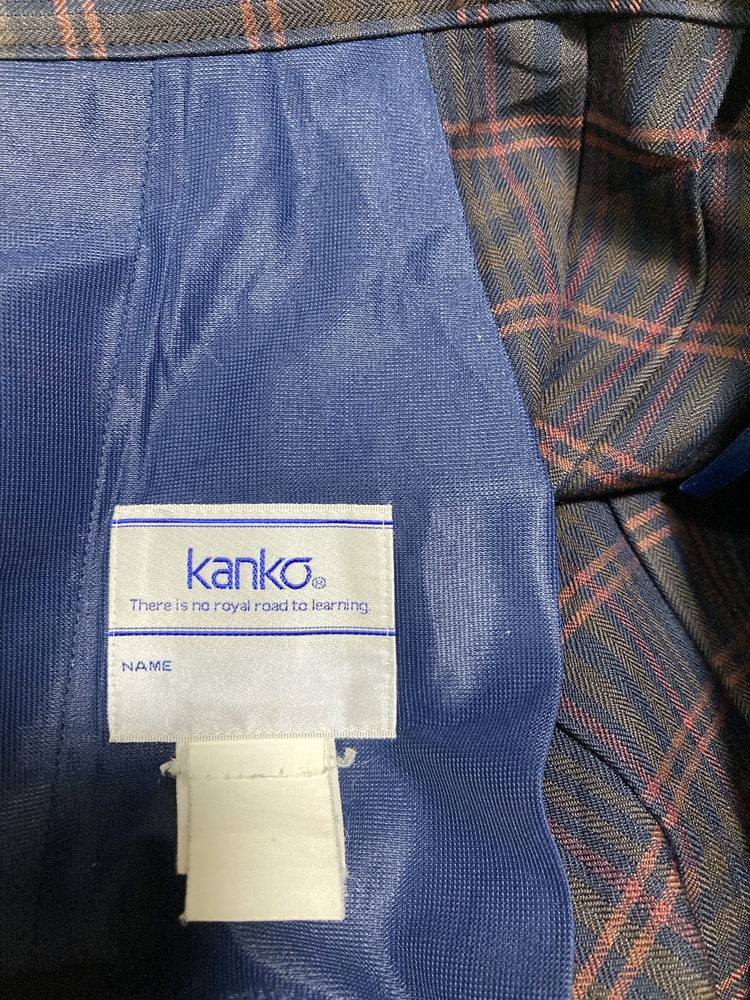 kanko®
There is no royal road to learning.
NAME